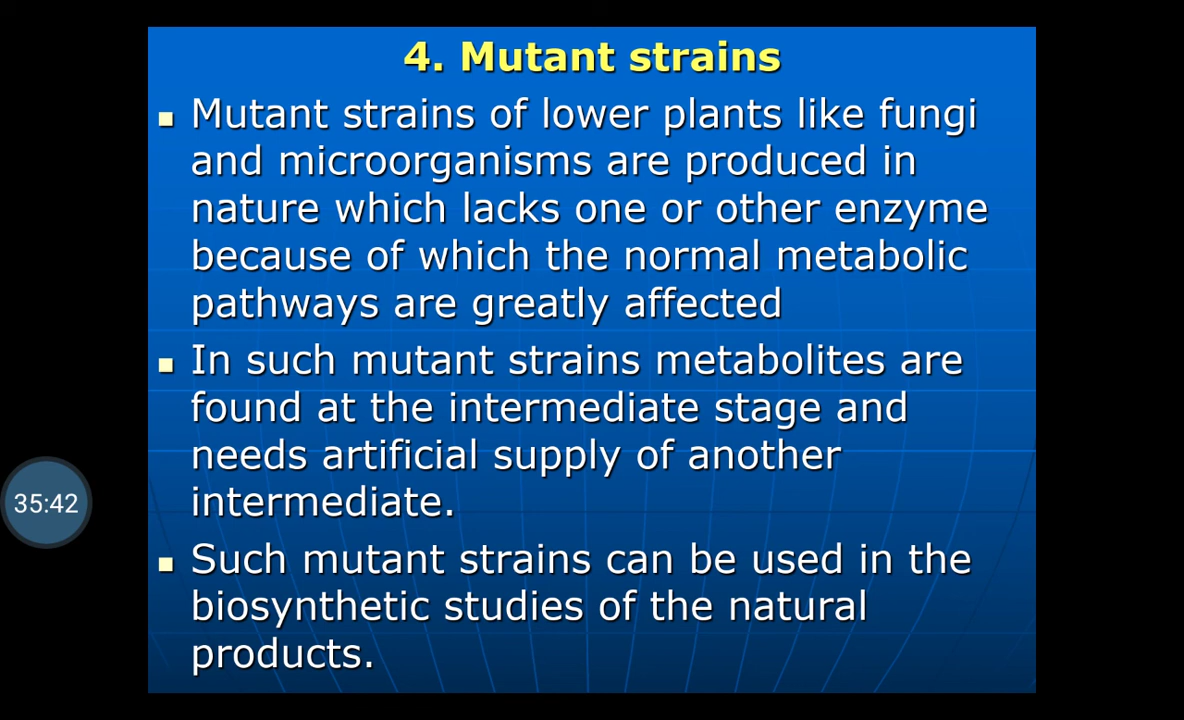 4. Mutant strains
Mutant strains of lower plants like fungi
and microorganisms are produced in
nature which lacks one or other enzyme
because of which the normal metabolic
pathways are greatly affected
In such mutant strains metabolites are
found at the intermediate stage and
needs artificial supply of another
intermediate.
35:42
Such mutant strains can be used in the
biosynthetic studies of the natural
products.